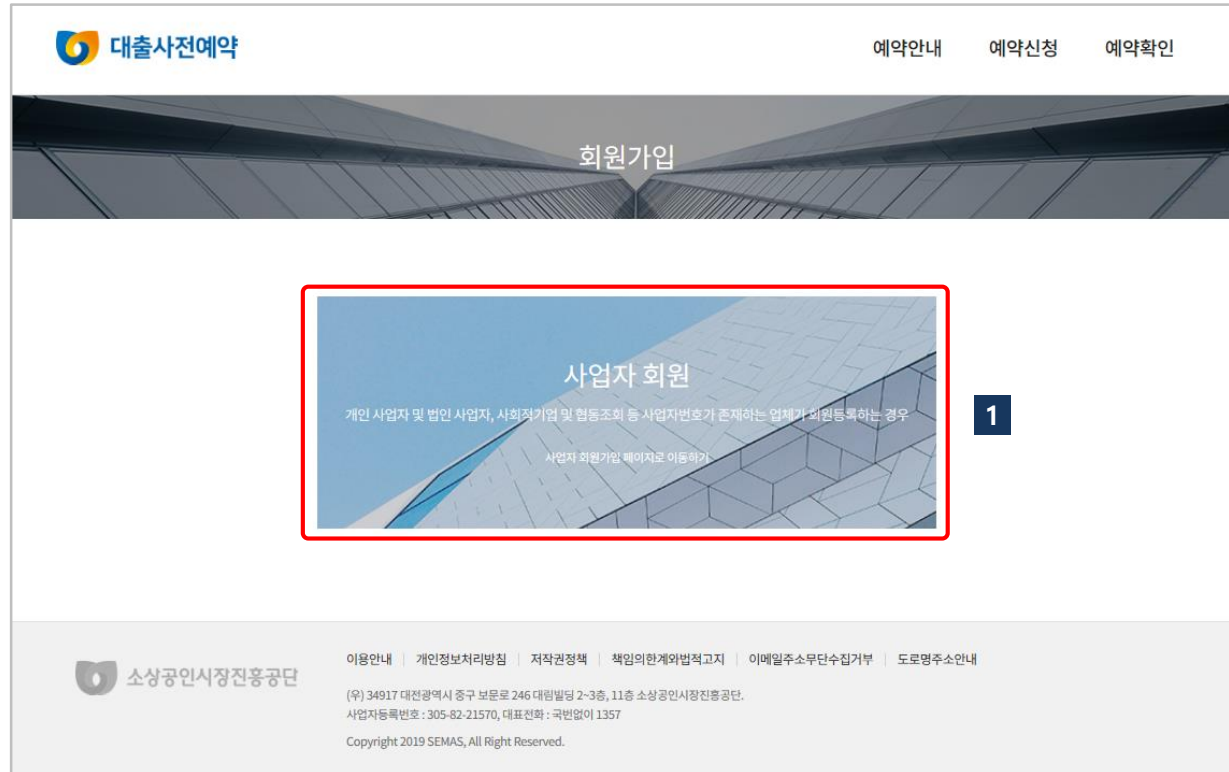 대출사전예약
예약안내 예약신청 예약확인
회원가입
사업자 회원
개인 사업자 및 법인 사업자, 사회적기업 및 협동조회 등 사업자번호가 존재하는 업체가 회원등록하는 경우
사업자 회원가입 페이지로 이동하기
1
소상공인시장진흥공단
이용안내 | 개인정보처리방침 | 저작권정책 | 책임의한계와법적고지 | 이메일주소무단수집거부 | 도로명주소안내
(우) 34917 대전광역시 중구 보문로 246 대림빌딩 2~3층, 11층 소상공인시장진흥공단.
사업자등록번호 : 305-82-21570, 대표전화 : 국번없이 1357
Copyright 2019 SEMAS, All Right Reserved.